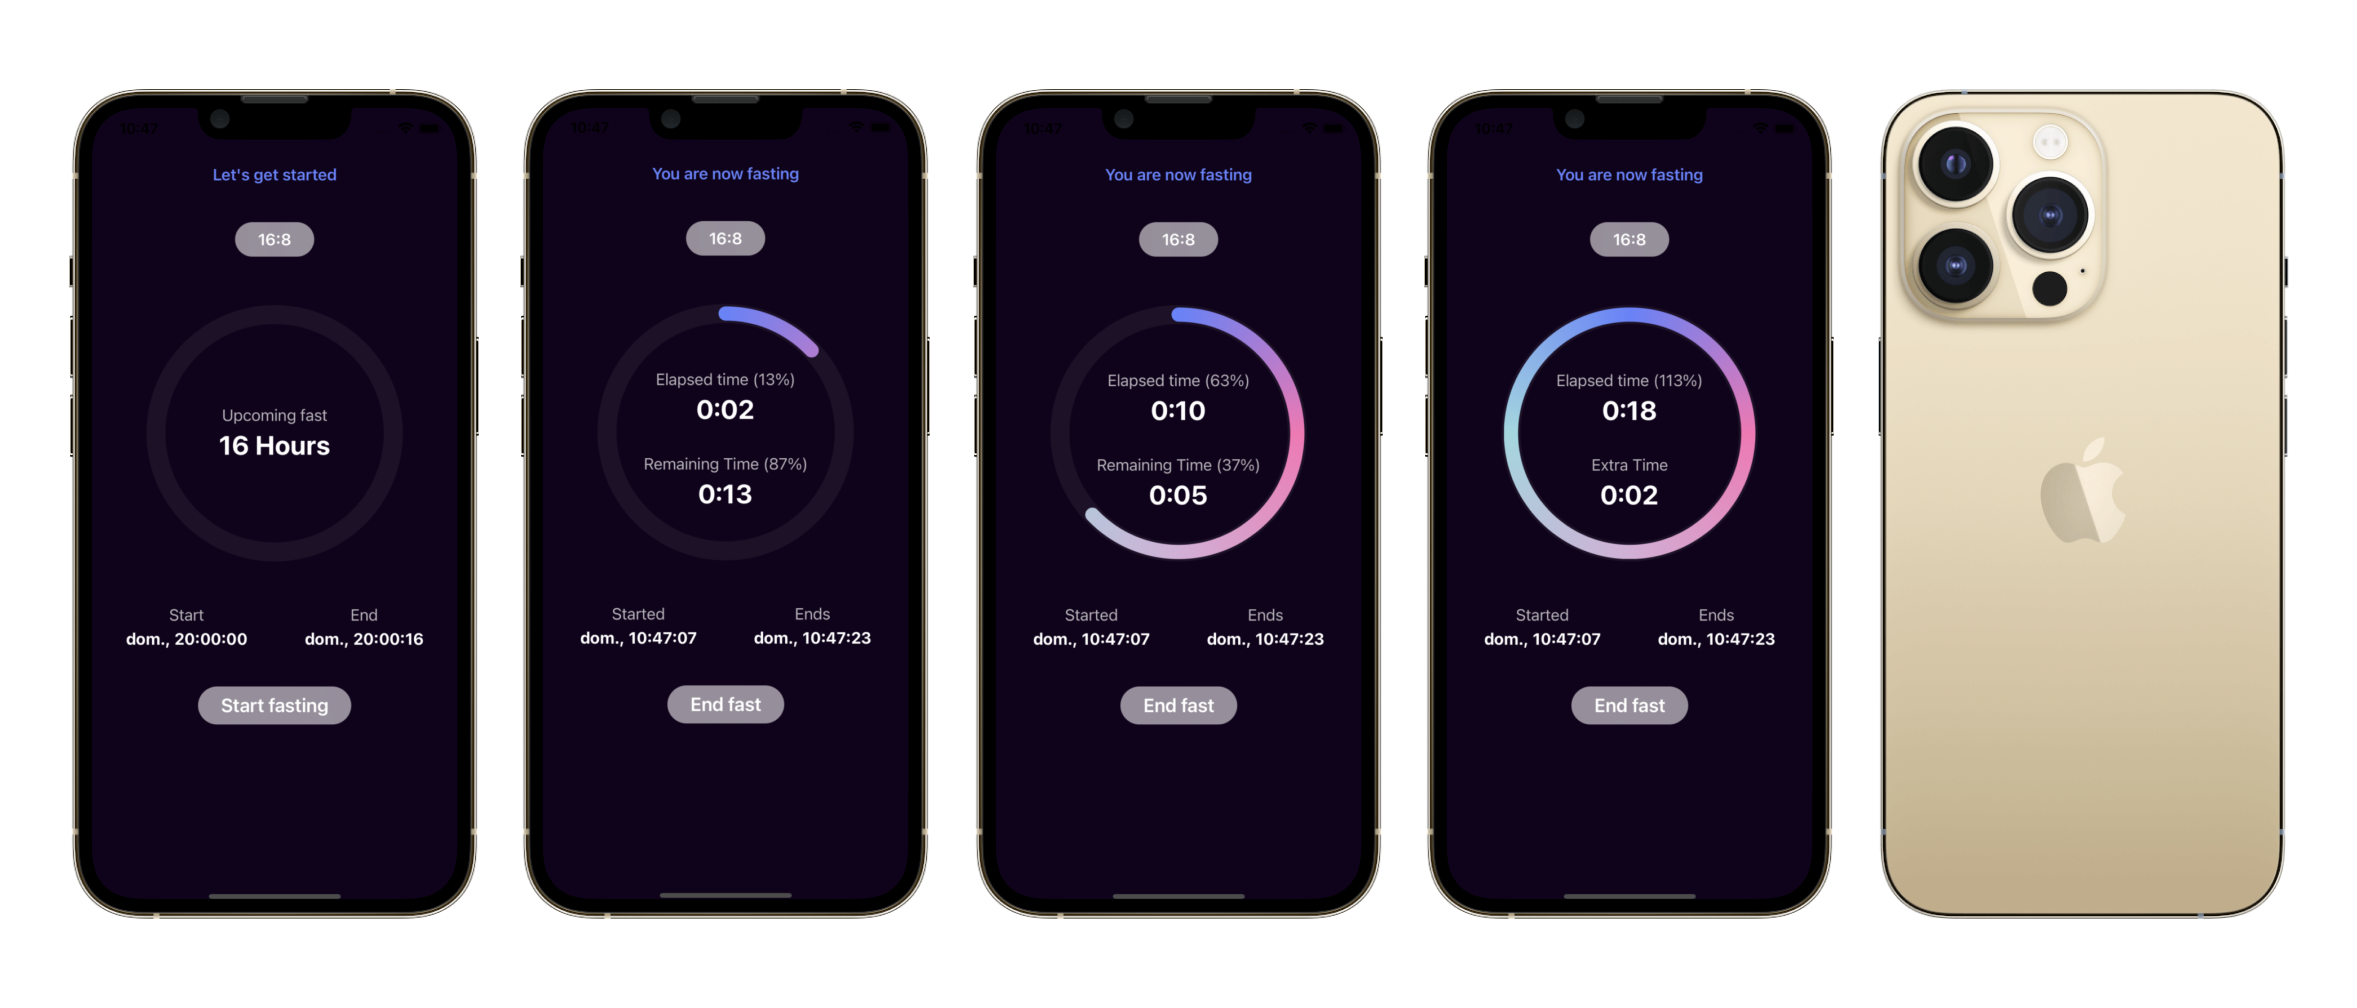 10:47
Let's get started
16:8
Upcoming fast
16 Hours
Start
End
dom., 20:00:00
dom., 20:00:16
Start fasting
10:47
You are now fasting
16:8
Elapsed time (13%)
0:02
Remaining Time (87%)
0:13
Started
Ends
dom., 10:47:07
dom., 10:47:23
End fast
10:47
You are now fasting
16:8
Elapsed time (63%)
0:10
Remaining Time (37%)
0:05
Started
Ends
dom., 10:47:07
dom., 10:47:23
End fast
10:47
You are now fasting
16:8
Elapsed time (113%)
0:18
Extra Time
0:02
Started
Ends
dom., 10:47:07
dom., 10:47:23
End fast